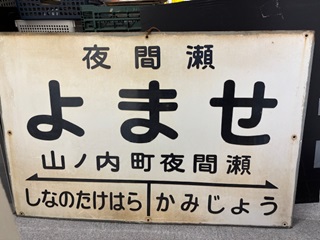 夜間瀬
よませ
山ノ内町夜間瀬
しなのたけはら かみじょう